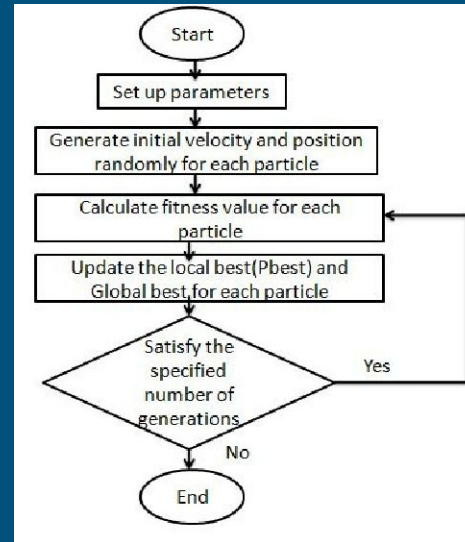 Start
Set up parameters
Generate initial velocity and position
randomly for each particle
Calculate fitness value for each
particle
Update the local best(Pbest) and
Global best for each particle
Satisfy the
specified
number of
generations
Yes
No
End